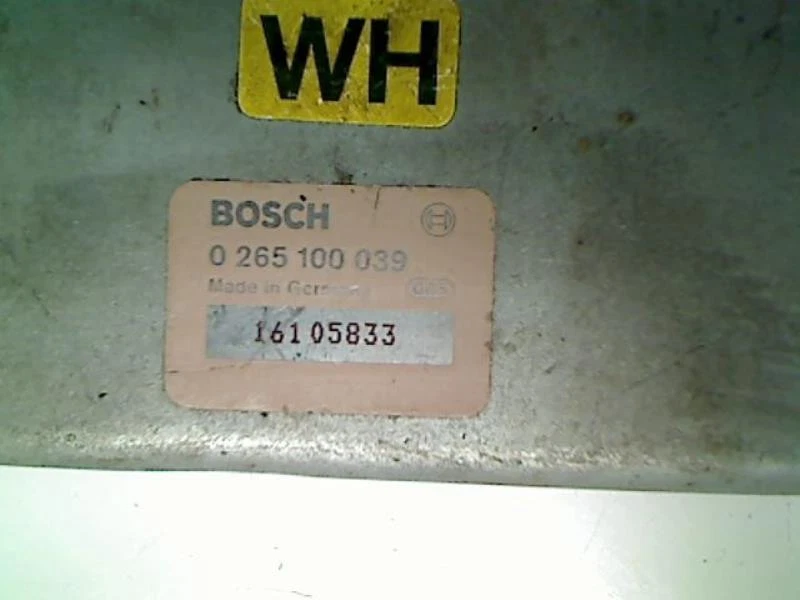 WH
BOSCH
0 265 100 039
Made in Germany
16105833